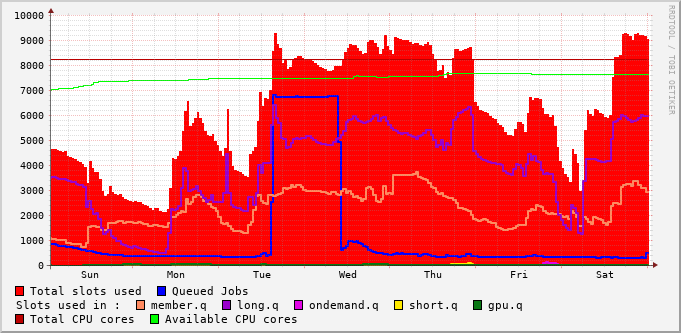 10000
9000
8000
7000
6000
5000
4000
3000
2000
1000
0
Sun Mon Tue Wed Thu Fri Sat
RRDTOOL / TOBI OETIKER
Total slots used Queued Jobs
Slots used in : member.q long.q ondemand.q short.q gpu.q
Total CPU cores Available CPU cores